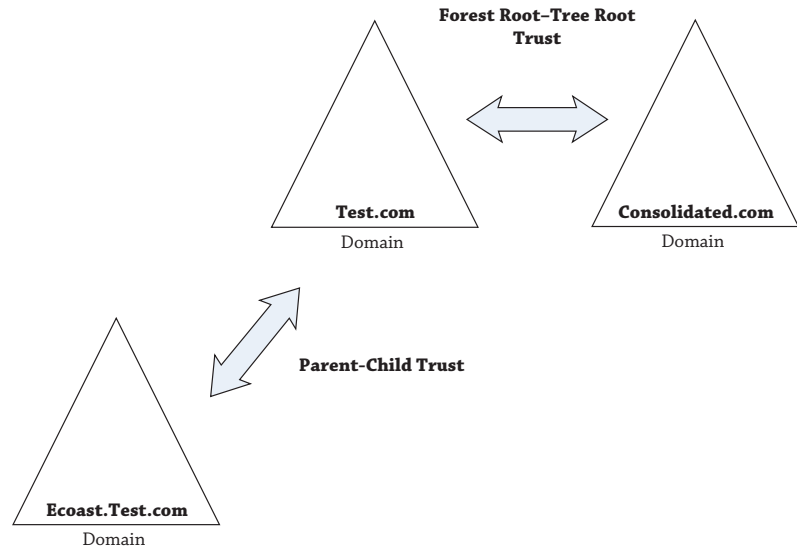 Forest Root–Tree Root
Trust
Test.com
Domain
Consolidated.com
Domain
Parent-Child Trust
Ecoast.Test.com
Domain